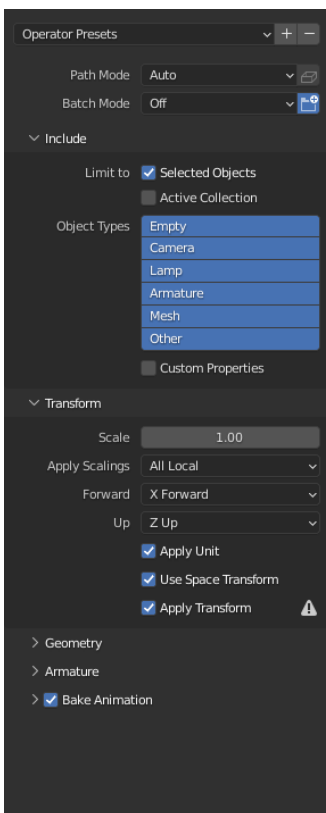 Operator Presets
Path Mode Auto
Batch Mode Off
Include
Limit to Selected Objects
Active Collection
Object Types Empty
Camera
Lamp
Armature
Mesh
Other
Custom Properties
Transform
Scale 1.00
Apply Scalings All Local
Forward X Forward
Up Z Up
Apply Unit
Use Space Transform
Apply Transform
Geometry
Armature
Bake Animation